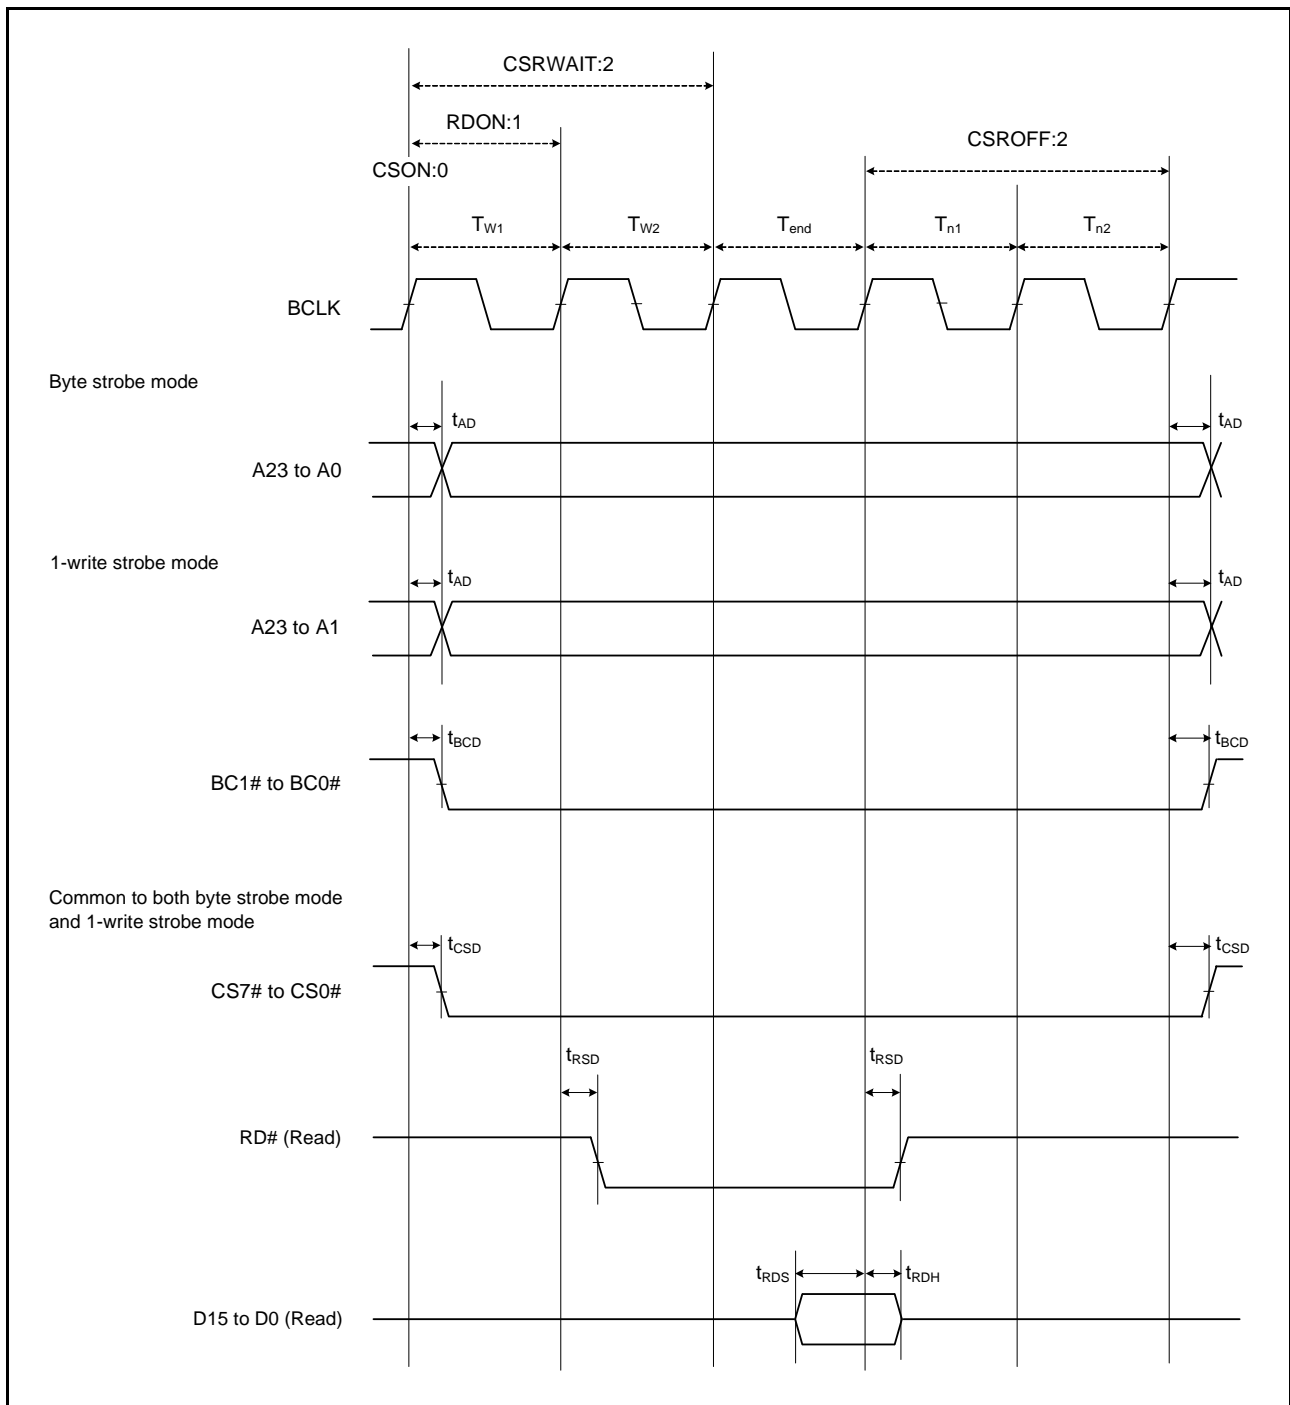 CSRWAIT:2
RDON:1
CSROFF:2
CSON:0
TW1
TW2
Tend
Tn1
Tn2
BCLK
Byte strobe mode
tAD
tAD
A23 to A0
1-write strobe mode
tAD
tAD
A23 to A1
tBCD
tBCD
BC1# to BC0#
Common to both byte strobe mode
and 1-write strobe mode
tCSD
tCSD
CS7# to CS0#
tRSD
tRSD
RD# (Read)
tRDS
tRDH
D15 to D0 (Read)